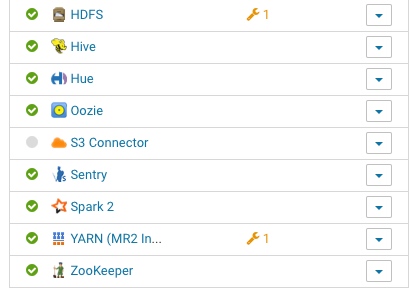 HDFS 1
Hive
Hue
Oozie
S3 Connector
Sentry
Spark 2
YARN (MR2 In... 1
ZooKeeper